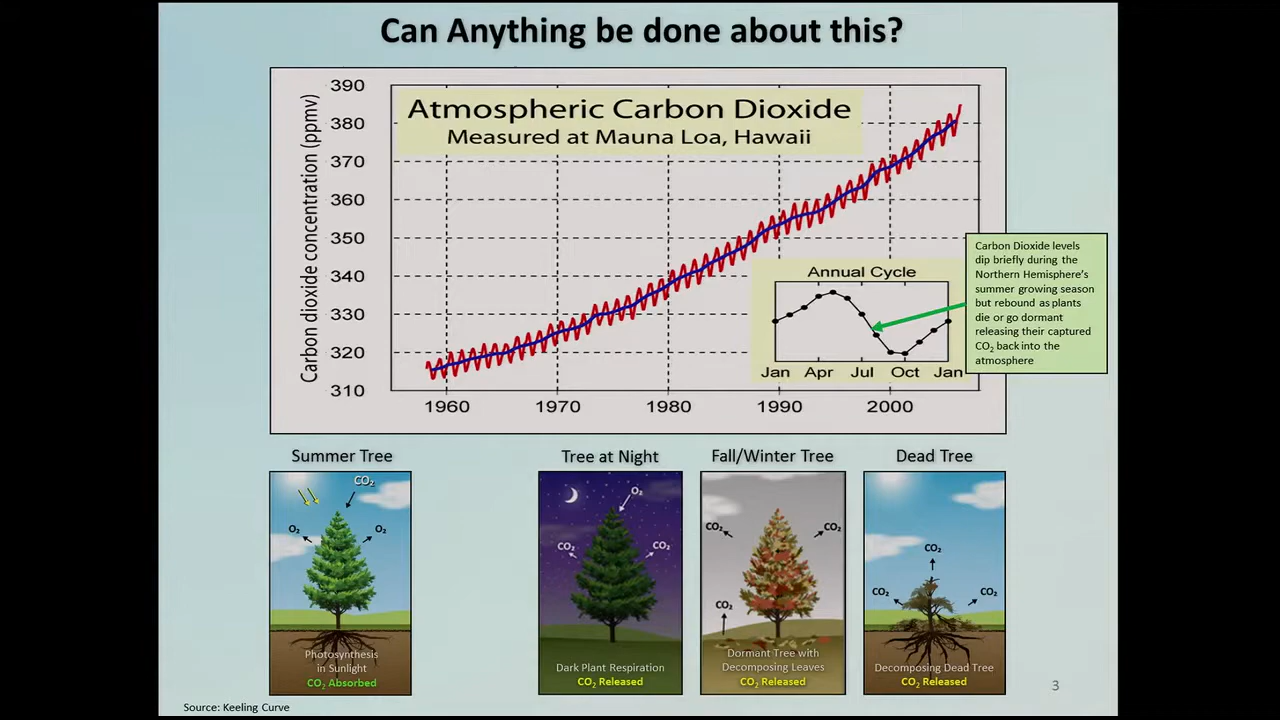 Can Anything be done about this?
Atmospheric Carbon Dioxide
Measured at Mauna Loa, Hawaii
Carbon dioxide concentration (ppmv)
390
380
370
360
350
340
330
320
310
1960 1970 1980 1990 2000
Annual Cycle
Jan Apr Jul Oct Jan
Carbon Dioxide levels
dip briefly during the
Northern Hemisphere's
summer growing season
but rebound as plants
die or go dormant
releasing their captured
CO₂ back into the
atmosphere
Summer Tree
CO₂
O₂ O₂
Photosynthesis
in Sunlight
CO₂ Absorbed
Tree at Night
O₂
CO₂ CO₂
Dark Plant Respiration
CO₂ Released
Fall/Winter Tree
CO₂ CO₂
CO₂
Dormant Tree with
Decomposing Leaves
CO₂ Released
Dead Tree
CO₂
CO₂ CO₂
Decomposing Dead Tree
CO₂ Released
3
Source: Keeling Curve